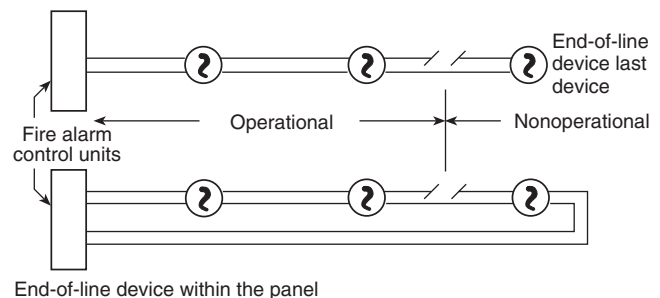 End-of-line
device last
device
Operational
Nonoperational
Fire alarm
control units
End-of-line device within the panel